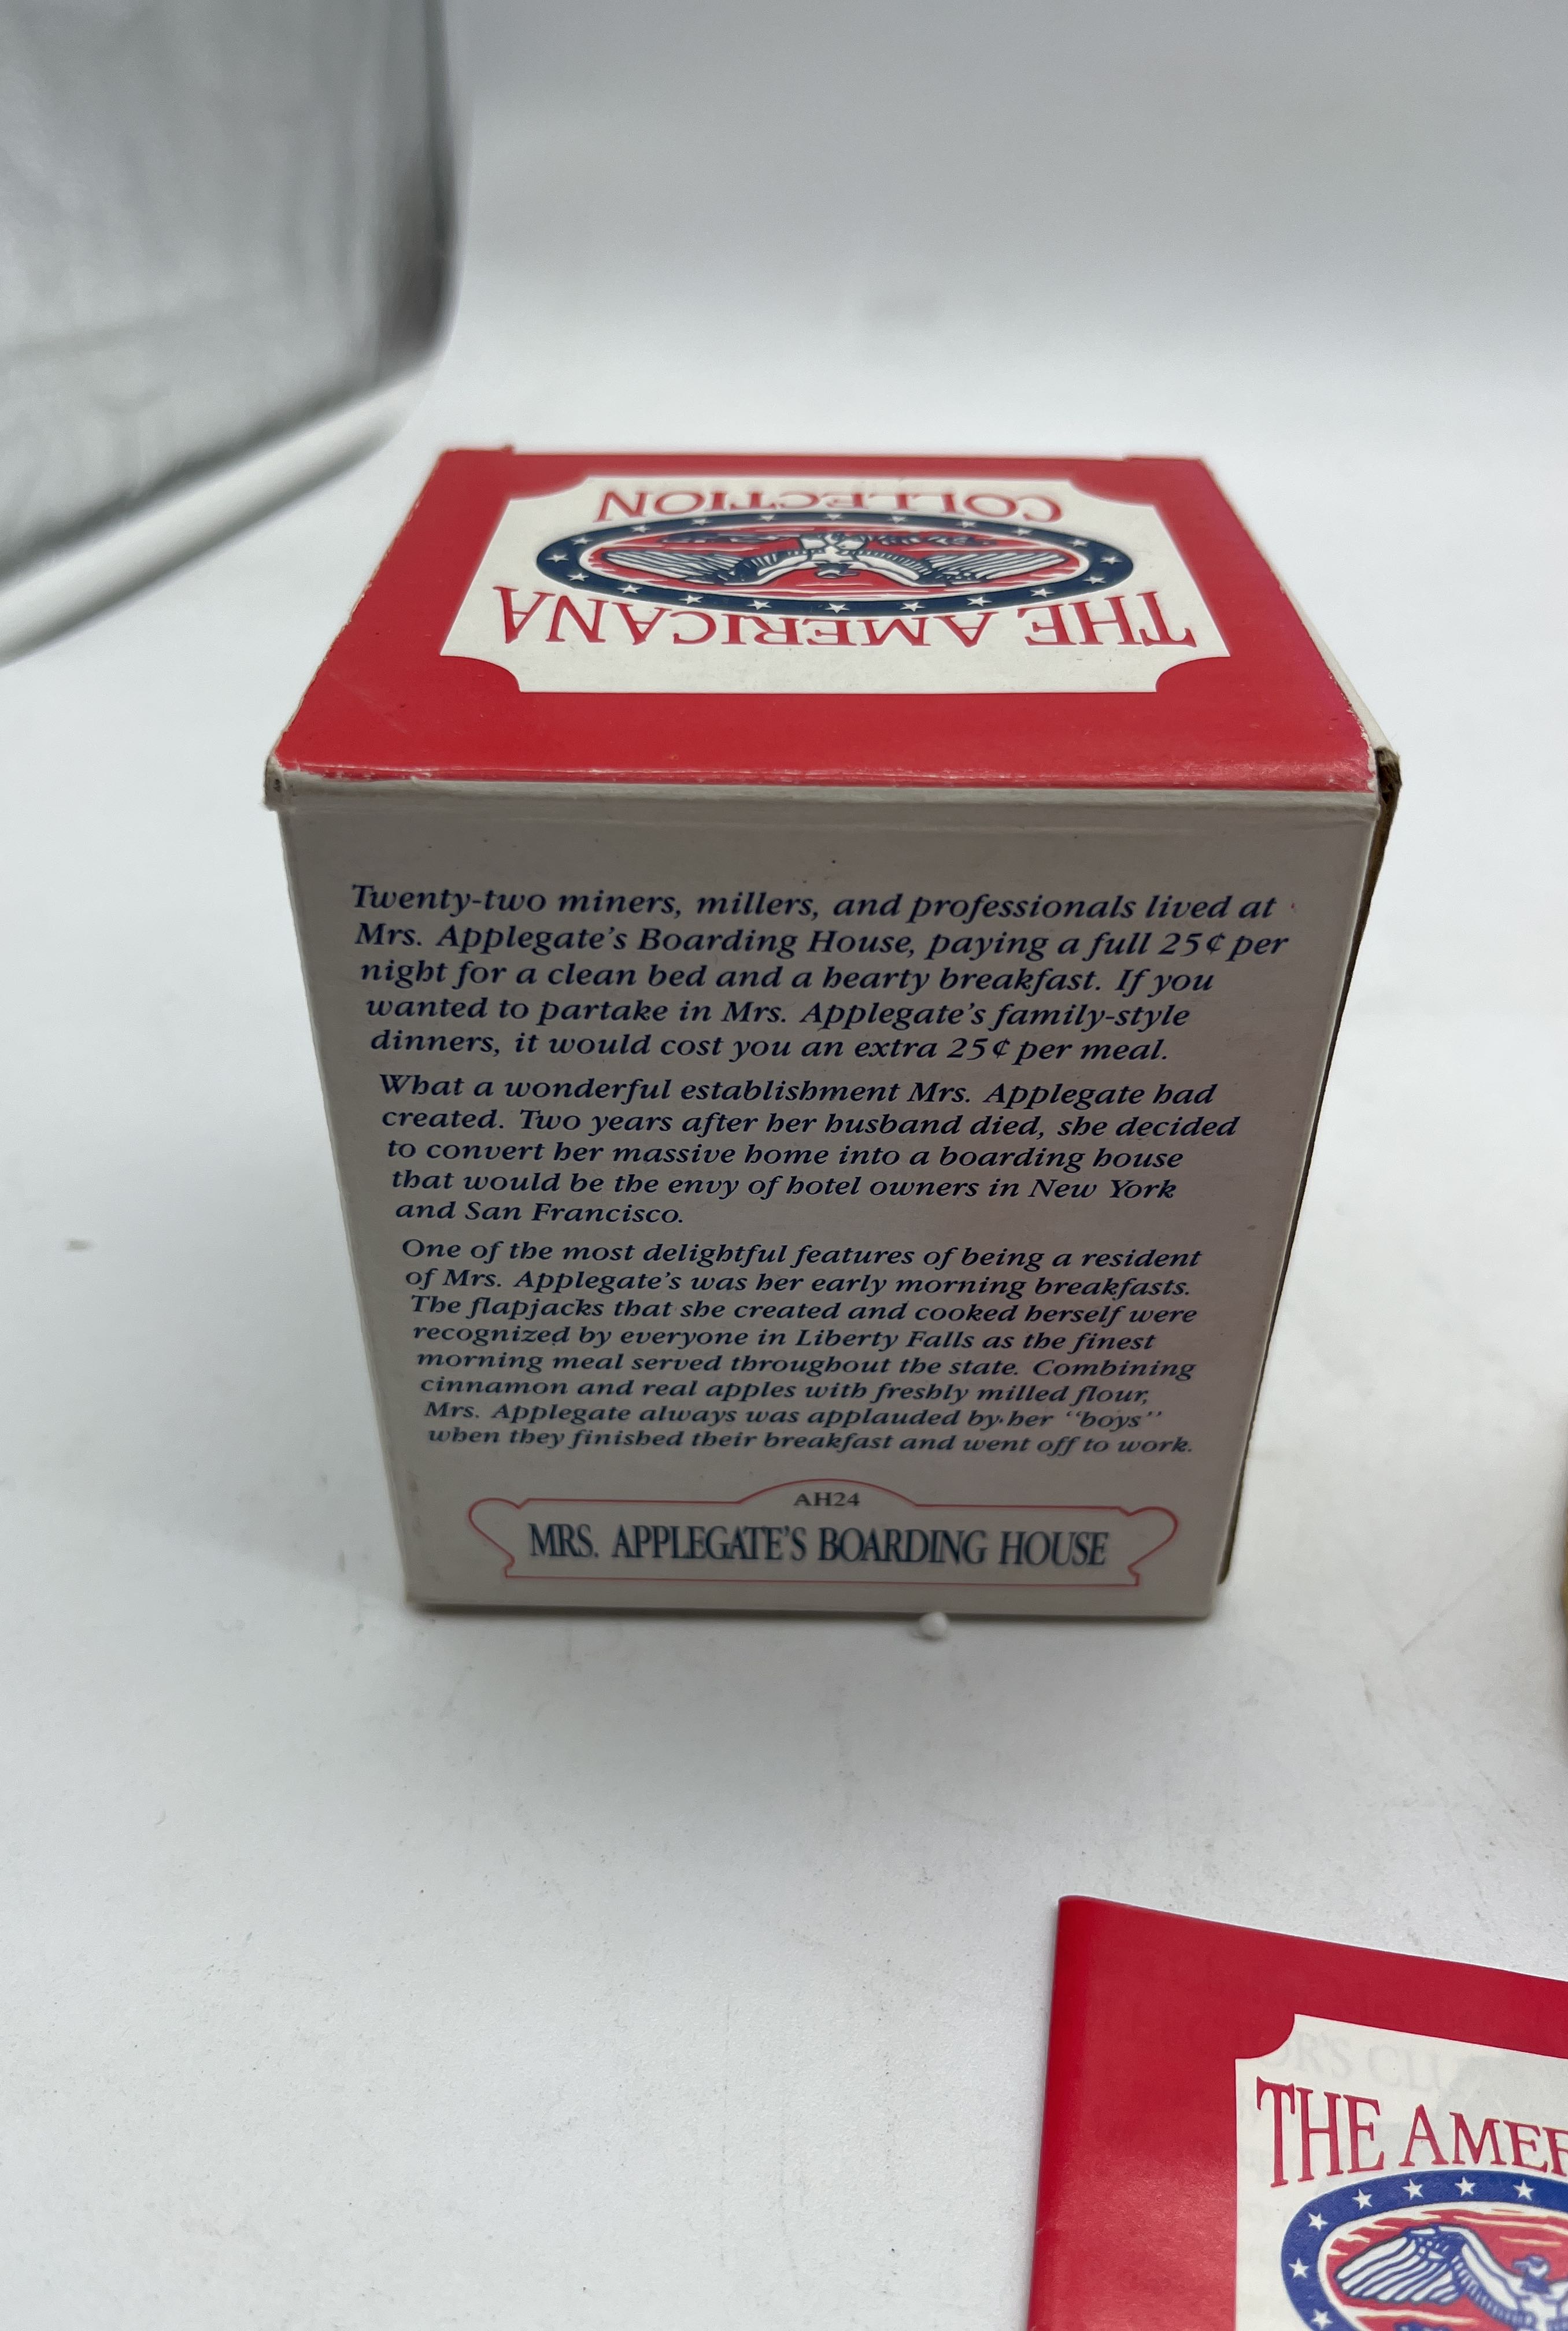 THE AMERICANA
COLLECTION
Twenty-two miners, millers, and professionals lived at
Mrs. Applegate's Boarding House, paying a full 25¢ per
night for a clean bed and a hearty breakfast. If you
wanted to partake in Mrs. Applegate's family-style
dinners, it would cost you an extra 25¢ per meal.
What a wonderful establishment Mrs. Applegate had
created. Two years after her husband died, she decided
to convert her massive home into a boarding house
that would be the envy of hotel owners in New York
and San Francisco.
One of the most delightful features of being a resident
of Mrs. Applegate's was her early morning breakfasts.
The flapjacks that she created and cooked herself were
recognized by everyone in Liberty Falls as the finest
morning meal served throughout the state. Combining
cinnamon and real apples with freshly milled flour,
Mrs. Applegate always was applauded by her "boys"
when they finished their breakfast and went off to work.
AH24
MRS. APPLEGATE'S BOARDING HOUSE
THE AMER